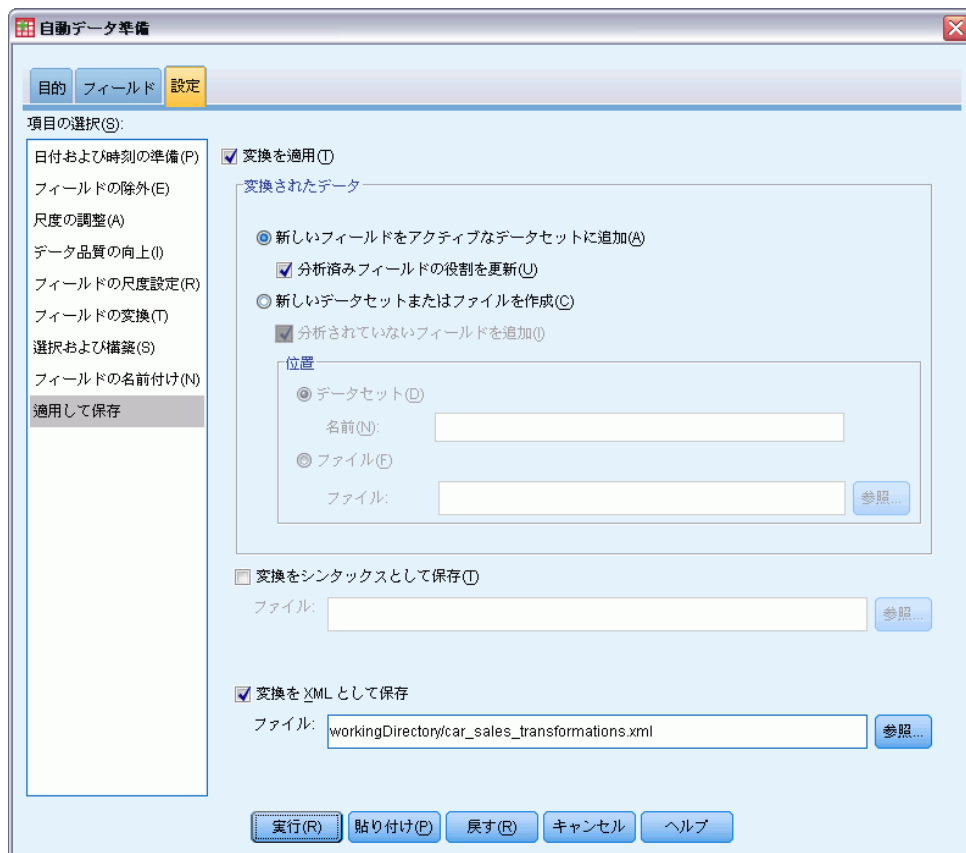 自動データ準備
目的 フィールド 設定
項目の選択(S):
日付および時刻の準備(P)
フィールドの除外(E)
尺度の調整(A)
データ品質の向上(I)
フィールドの尺度設定(R)
フィールドの変換(T)
選択および構築(S)
フィールドの名前付け(N)
適用して保存
変換を適用(T)
変換されたデータ
新しいフィールドをアクティブなデータセットに追加(A)
分析済みフィールドの役割を更新(U)
新しいデータセットまたはファイルを作成(C)
分析されていないフィールドを追加(I)
位置
データセット(D)
名前(N):
ファイル(F)
ファイル: 参照...
変換をシンタックスとして保存(T)
ファイル: 参照...
変換を XML として保存
ファイル: workingDirectory/car_sales_transformations.xml 参照...
実行(R) 貼り付け(P) 戻す(R) キャンセル ヘルプ